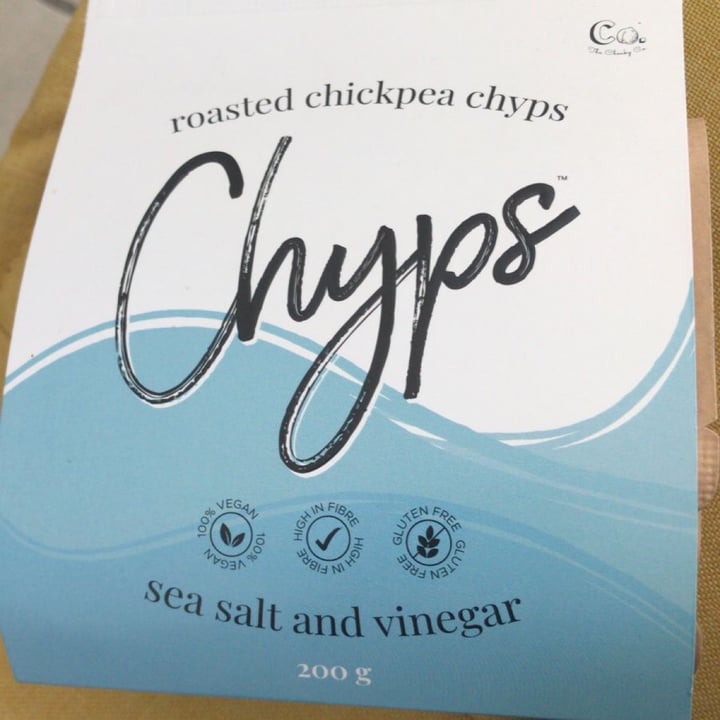 Co.
roasted chickpea chyps
Chyps™
100% VEGAN 100% VEGAN
HIGH IN FIBRE HIGH IN FIBRE
GLUTEN FREE GLUTEN FREE
sea salt and vinegar
200 g